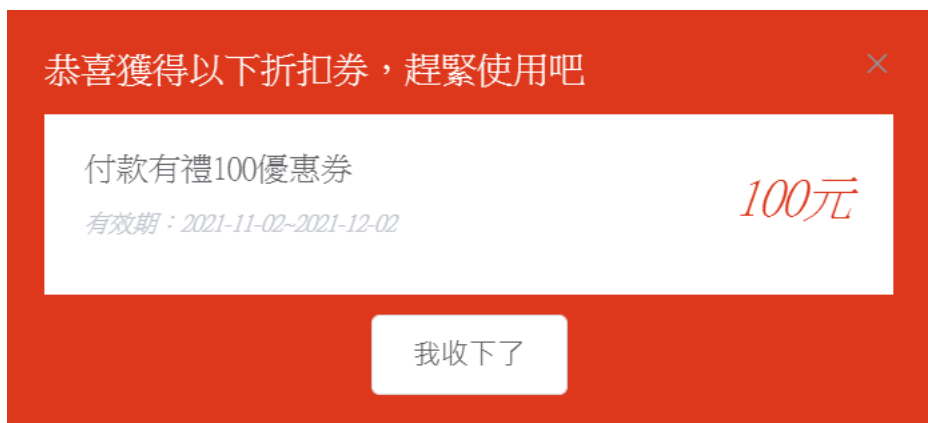 恭喜獲得以下折扣券，趕緊使用吧
付款有禮100優惠券
100元
有效期：2021-11-02~2021-12-02
我收下了